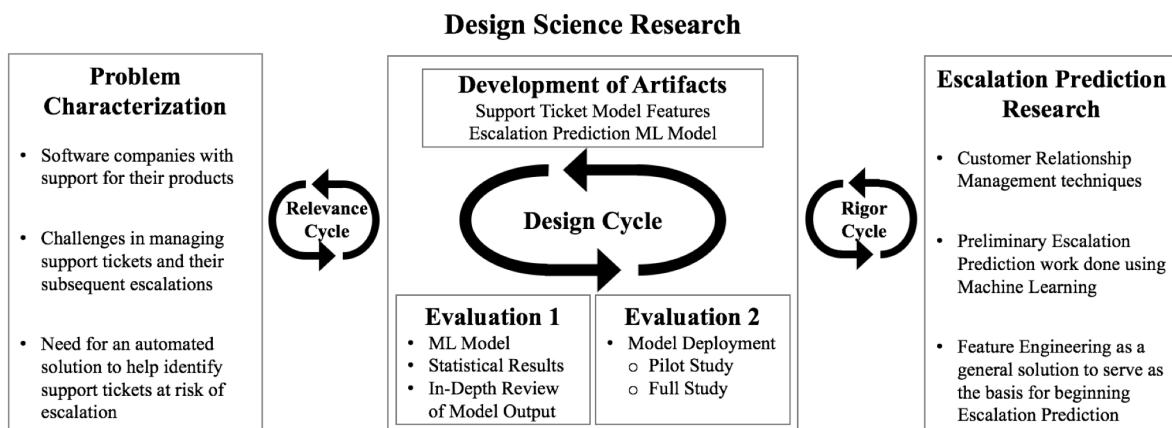 Design Science Research
Problem
Characterization
• Software companies with
support for their products
• Challenges in managing
support tickets and their
subsequent escalations
• Need for an automated
solution to help identify
support tickets at risk of
escalation
Relevance
Cycle
Development of Artifacts
Support Ticket Model Features
Escalation Prediction ML Model
Design Cycle
Evaluation 1
• ML Model
• Statistical Results
• In-Depth Review
of Model Output
Evaluation 2
• Model Deployment
o Pilot Study
o Full Study
Rigor
Cycle
Escalation Prediction
Research
• Customer Relationship
Management techniques
• Preliminary Escalation
Prediction work done using
Machine Learning
• Feature Engineering as a
general solution to serve as
the basis for beginning
Escalation Prediction